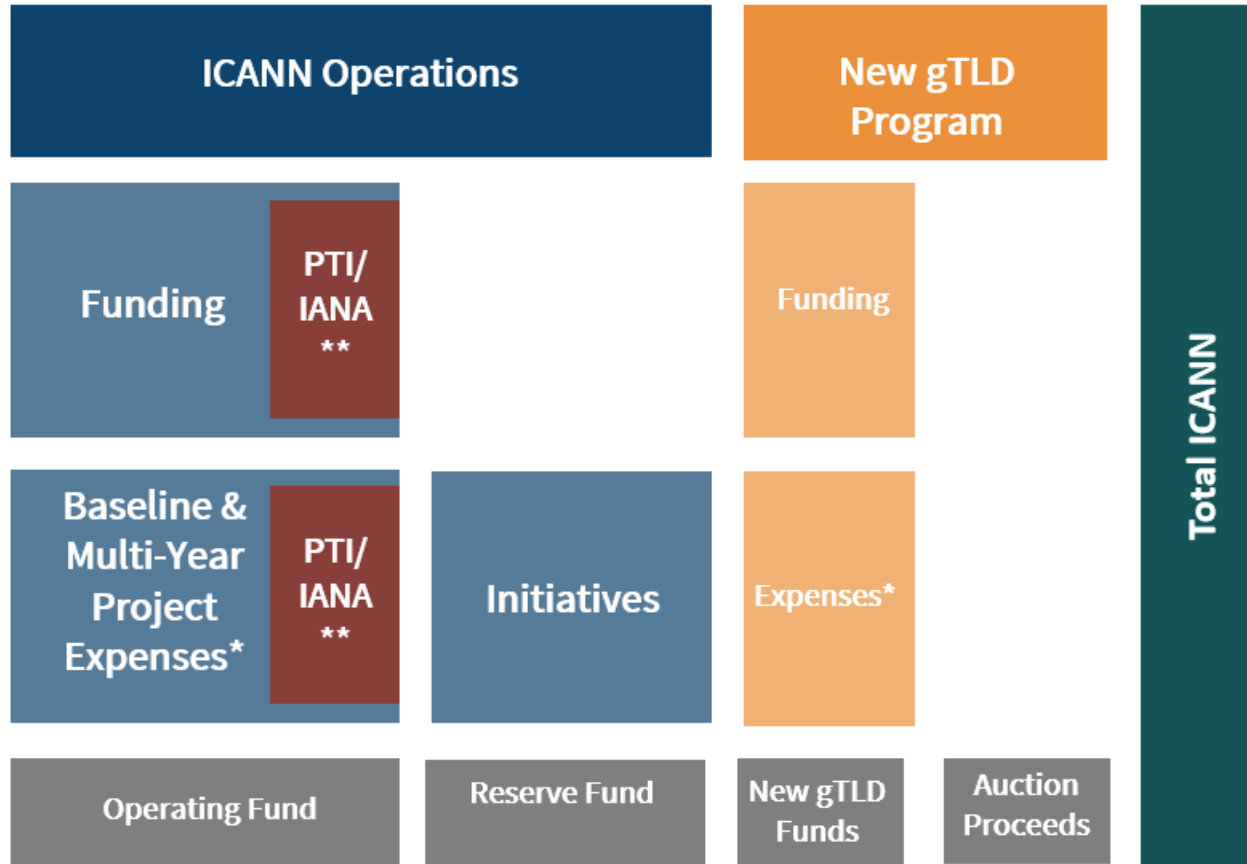 ICANN Operations
New gTLD
Program
Funding
PTI/
IANA
**
Funding
Baseline &
Multi-Year
Project
Expenses*
PTI/
IANA
**
Initiatives
Expenses*
Operating Fund
Reserve Fund
New gTLD
Funds
Auction
Proceeds
Total ICANN